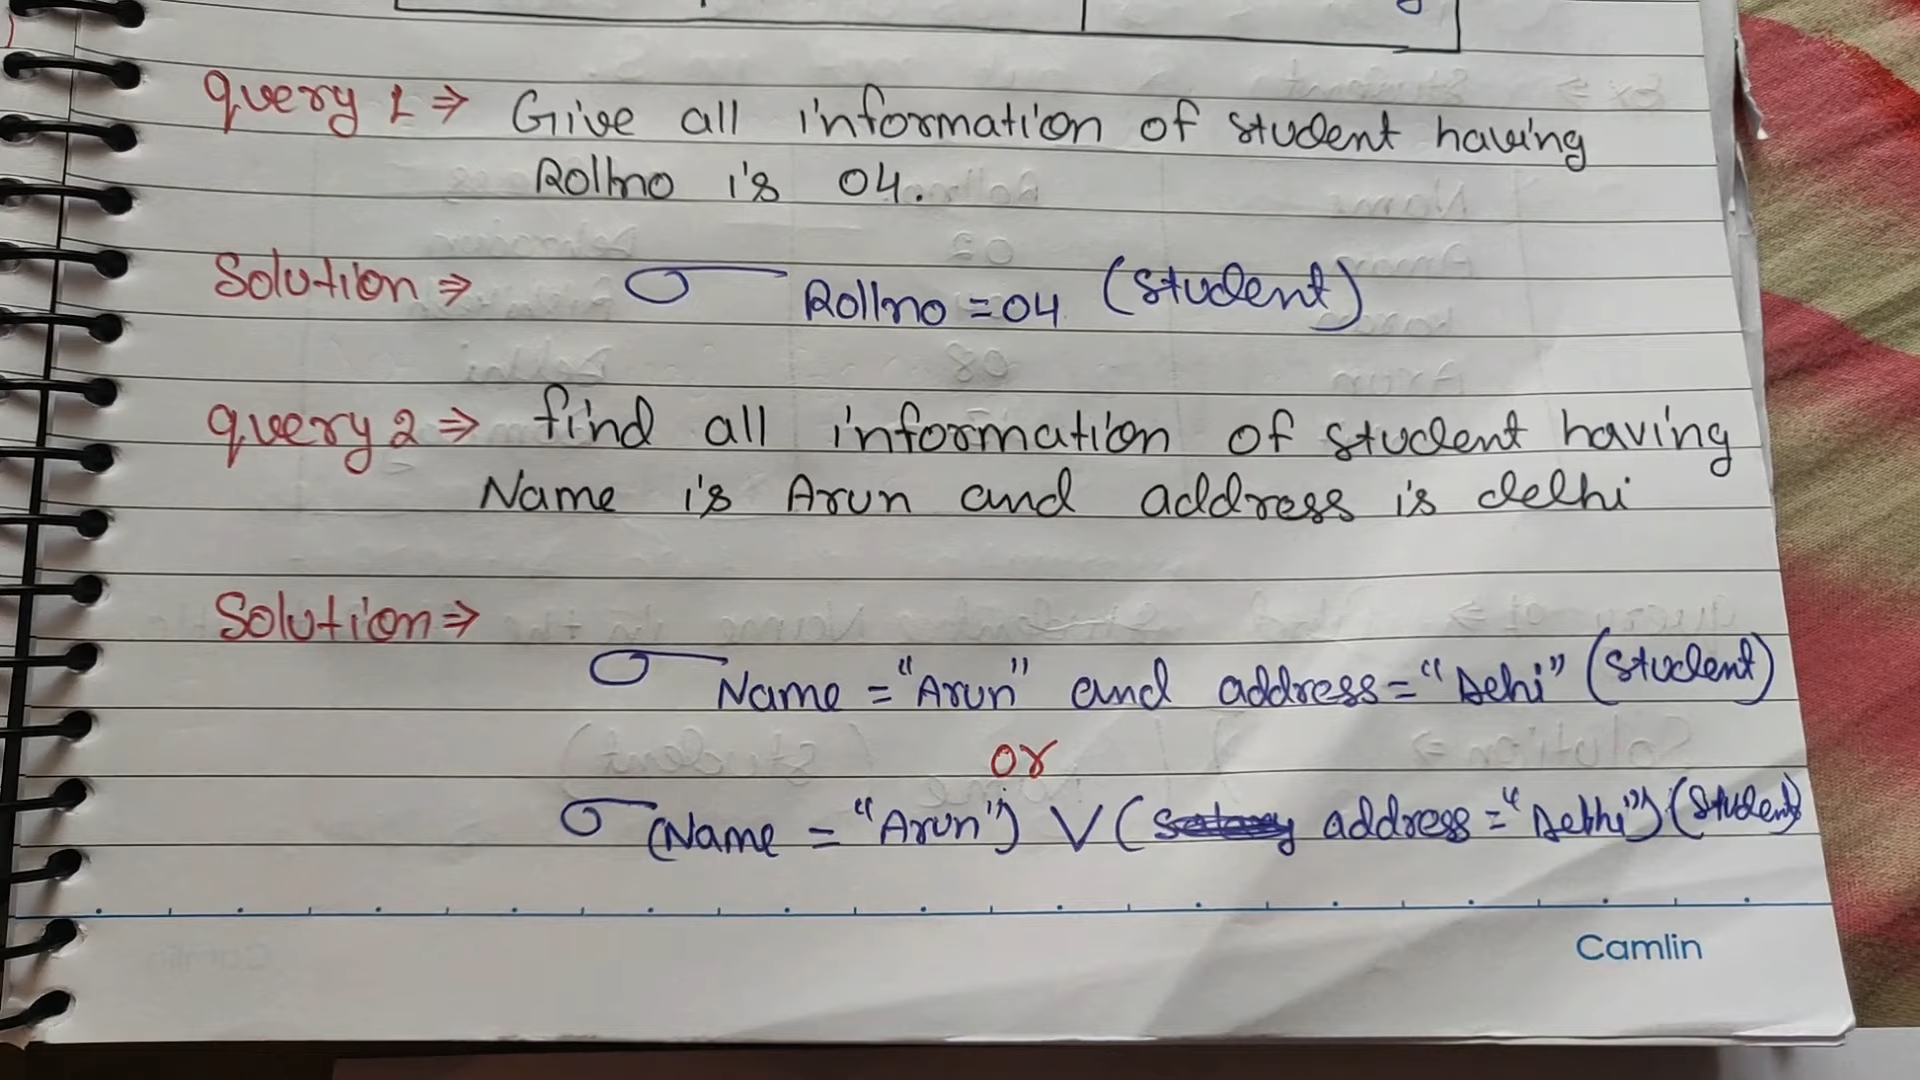 query 1 ⇒ Give all information of student having
Rollno is 04.
Solution ⇒ σ Rollno = 04 (student)
query 2 ⇒ find all information of student having
Name is Arun and address is delhi
Solution ⇒
σ Name = "Arun" and address = "Dehi" (student)
or
σ (Name = "Arun") V ( address = "Delhi") (student)
Camlin